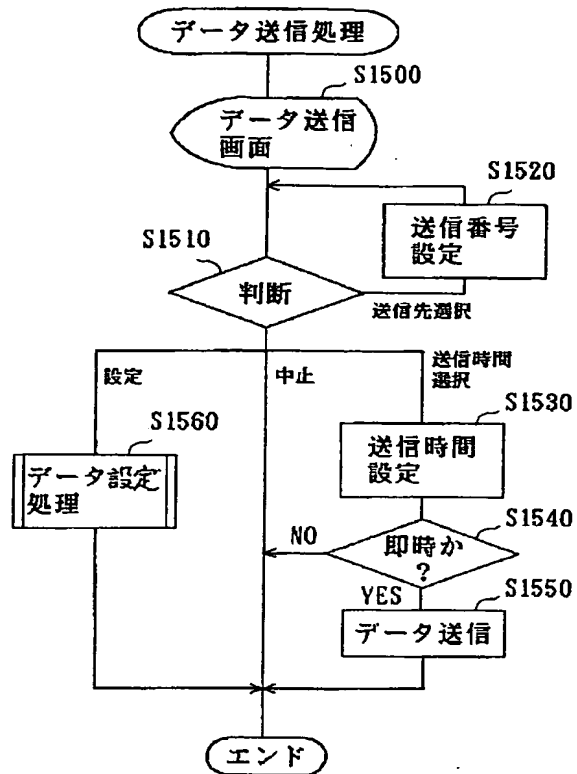 データ送信処理
S1500
データ送信
画面
S1520
送信番号
設定
S1510
判断
送信先選択
設定
中止
送信時間
選択
S1530
送信時間
設定
S1560
データ設定
処理
S1540
即時か
?
NO
YES
S1550
データ送信
エンド